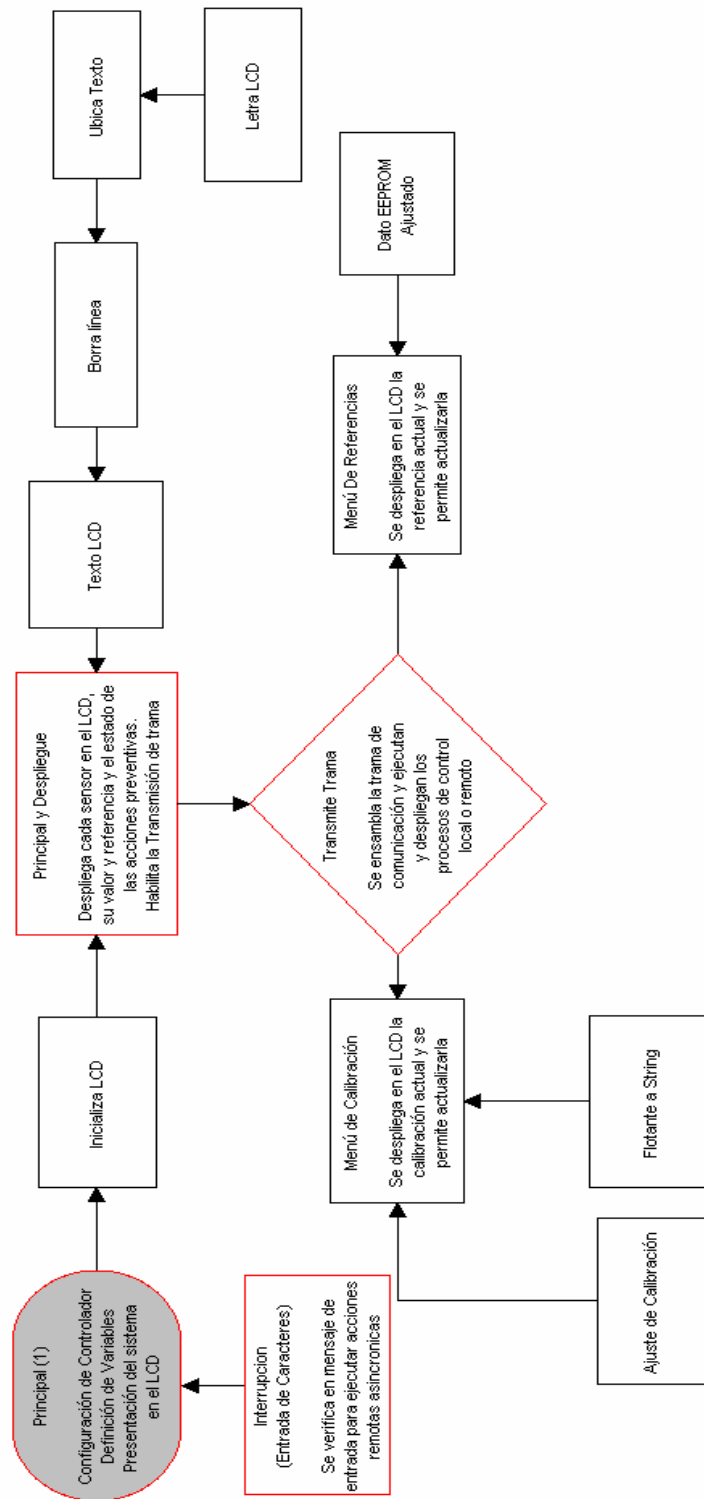 Principal (1)
Configuración de Controlador
Definición de Variables
Presentación del sistema
en el LCD
Inicializa LCD
Principal y Despliegue
Despliega cada sensor en el LCD,
su valor y referencia y el estado de
las acciones preventivas.
Habilita la Transmisión de trama
Texto LCD
Borra línea
Ubica Texto
Letra LCD
Interrupcion
(Entrada de Caracteres)
Se verifica en mensaje de
entrada para ejecutar acciones
remotas asincronicas
Transmite Trama
Se ensambla la trama de
comunicación y ejecutan
y despliegan los
procesos de control
local o remoto
Menú de Calibración
Se despliega en el LCD la
calibración actual y se
permite actualizarla
Menú De Referencias
Se despliega en el LCD la
referencia actual y se
permite actualizarla
Dato EEPROM
Ajustado
Ajuste de Calibración
Flotante a String